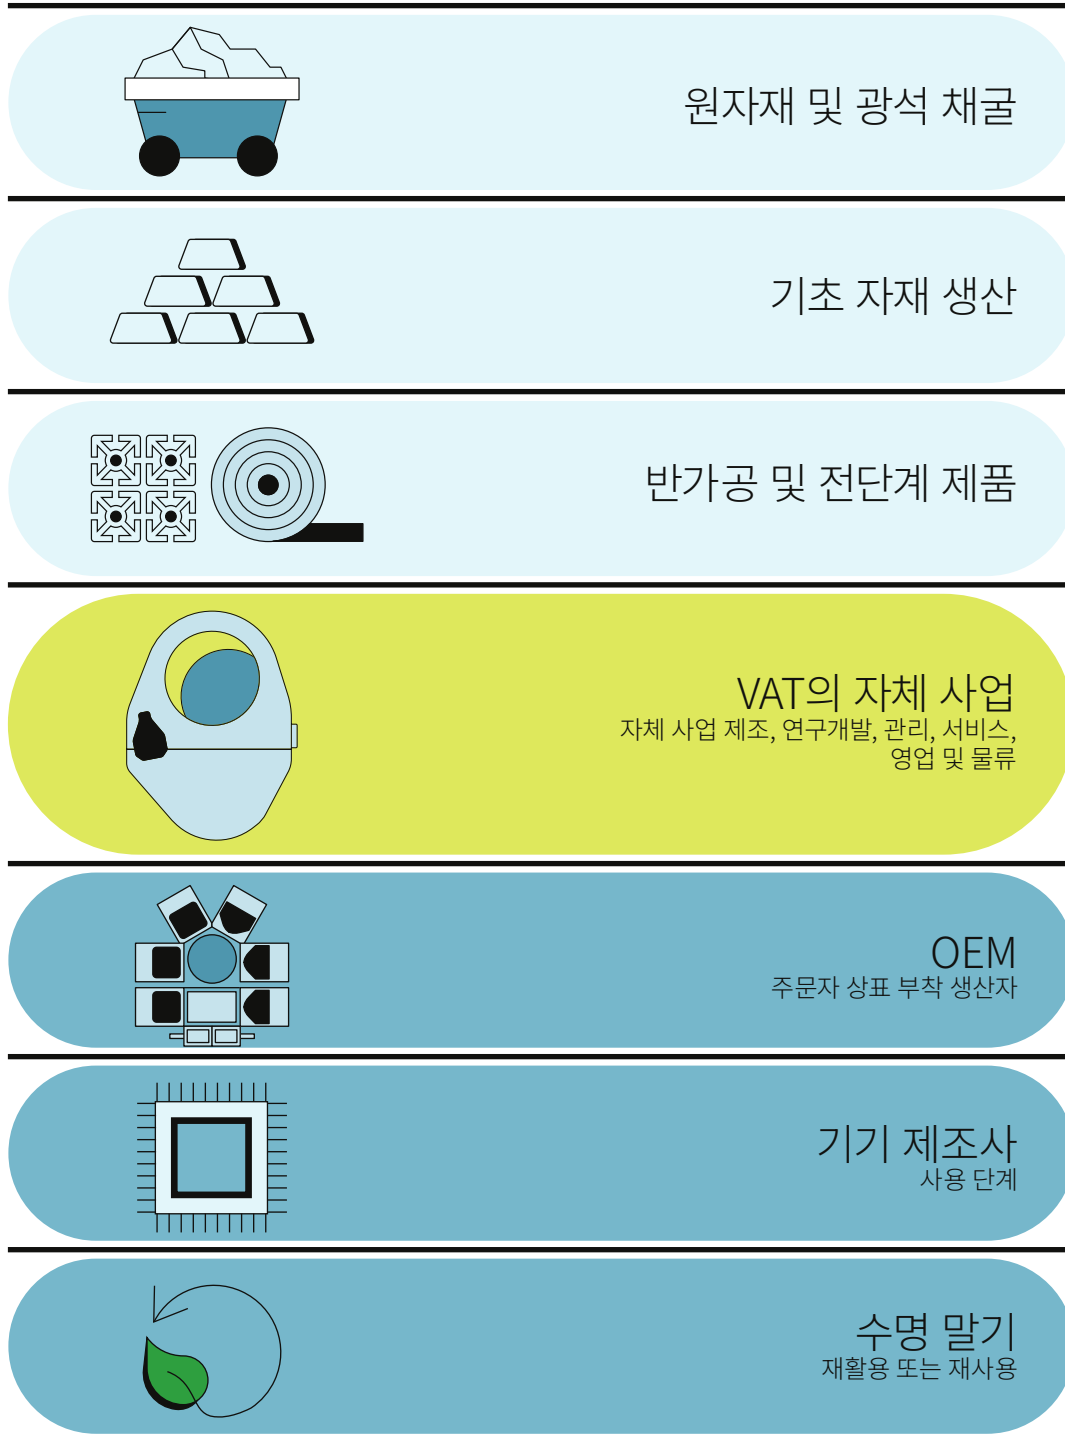 원자재 및 광석 채굴
기초 자재 생산
반가공 및 전단계 제품
VAT의 자체 사업
자체 사업 제조, 연구개발, 관리, 서비스,
영업 및 물류
OEM
주문자 상표 부착 생산자
기기 제조사
사용 단계
수명 말기
재활용 또는 재사용